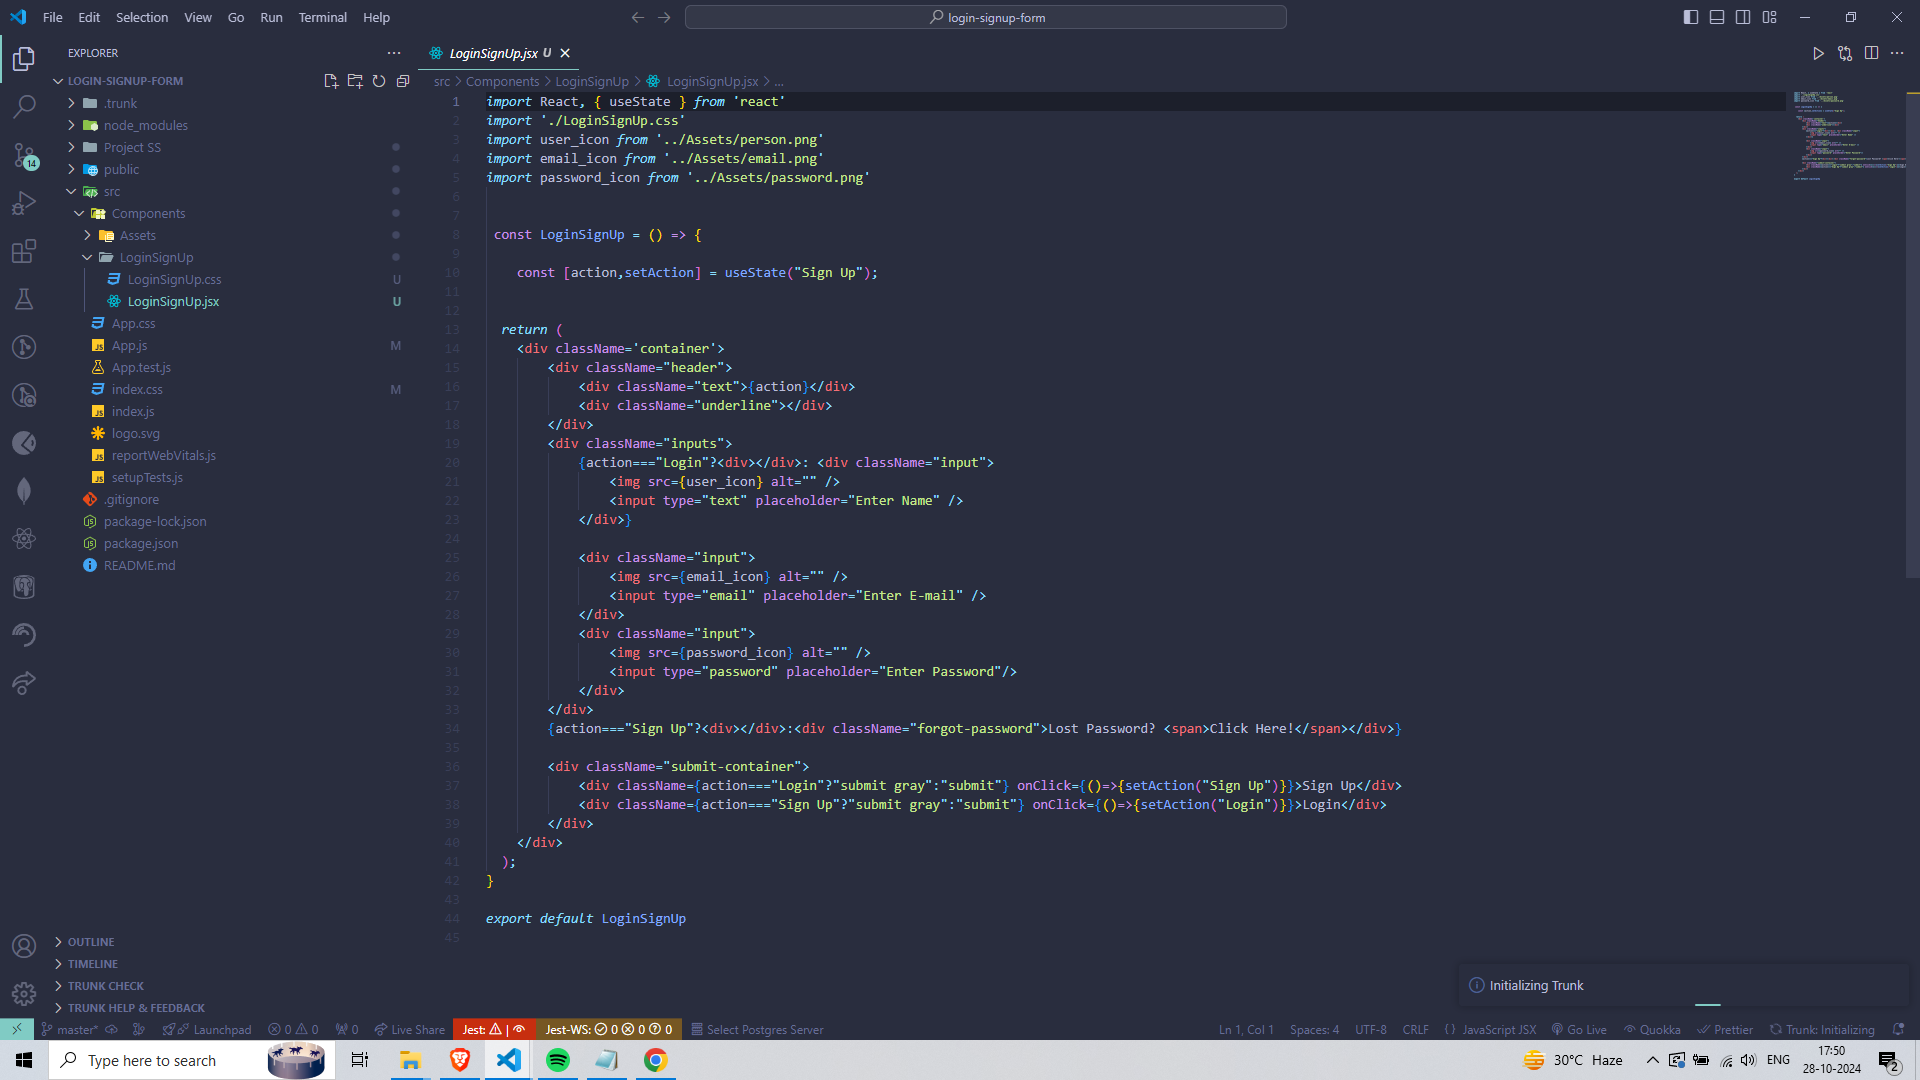 File Edit Selection View Go Run Terminal Help
login-signup-form
EXPLORER
LOGIN-SIGNUP-FORM
.trunk
node_modules
Project SS
public
src
Components
Assets
LoginSignUp
LoginSignUp.css U
LoginSignUp.jsx U
App.css
App.js M
App.test.js
index.css M
index.js
logo.svg
reportWebVitals.js
setupTests.js
.gitignore
package-lock.json
package.json
README.md
OUTLINE
TIMELINE
TRUNK CHECK
TRUNK HELP & FEEDBACK
14
LoginSignUp.jsx U
src > Components > LoginSignUp > LoginSignUp.jsx > ...
1 import React, { useState } from 'react'
2 import './LoginSignUp.css'
3 import user_icon from '../Assets/person.png'
4 import email_icon from '../Assets/email.png'
5 import password_icon from '../Assets/password.png'
6
7
8 const LoginSignUp = () => {
9
10 const [action,setAction] = useState("Sign Up");
11
12
13 return (
14 <div className='container'>
15 <div className="header">
16 <div className="text">{action}</div>
17 <div className="underline"></div>
18 </div>
19 <div className="inputs">
20 {action==="Login"?<div></div>: <div className="input">
21 <img src={user_icon} alt="" />
22 <input type="text" placeholder="Enter Name" />
23 </div>}
24
25 <div className="input">
26 <img src={email_icon} alt="" />
27 <input type="email" placeholder="Enter E-mail" />
28 </div>
29 <div className="input">
30 <img src={password_icon} alt="" />
31 <input type="password" placeholder="Enter Password"/>
32 </div>
33 </div>
34 {action==="Sign Up"?<div></div>:<div className="forgot-password">Lost Password? <span>Click Here!</span></div>}
35
36 <div className="submit-container">
37 <div className={action==="Login"?"submit gray":"submit"} onClick={()=>{setAction("Sign Up")}}>Sign Up</div>
38 <div className={action==="Sign Up"?"submit gray":"submit"} onClick={()=>{setAction("Login")}}>Login</div>
39 </div>
40 </div>
41 );
42 }
43
44 export default LoginSignUp
45
Initializing Trunk
master* Launchpad 0 0 0 Live Share Jest: | Jest-WS: 0 0 0 Select Postgres Server Ln 1, Col 1 Spaces: 4 UTF-8 CRLF {} JavaScript JSX Go Live Quokka Prettier Trunk: Initializing
Type here to search 30°C Haze ENG 17:50
28-10-2024 2